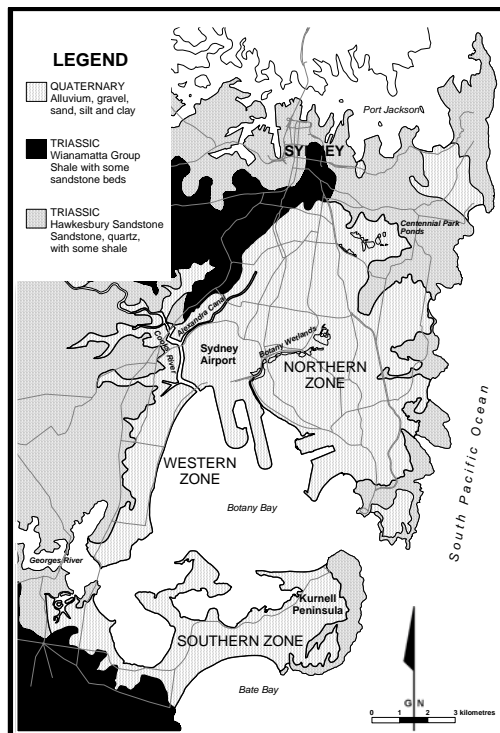 LEGEND
QUATERNARY
Alluvium, gravel,
sand, silt and clay
TRIASSIC
Wianamatta Group
Shale with some
sandstone beds
TRIASSIC
Hawkesbury Sandstone
Sandstone, quartz,
with some shale
Port Jackson
SYDNEY
Centennial Park
Ponds
Alexandra Canal
Cooks River
Sydney
Airport
Botany Wetlands
NORTHERN
ZONE
WESTERN
ZONE
Botany Bay
South Pacific Ocean
Georges River
Kurnell
Peninsula
SOUTHERN ZONE
Bate Bay
G N
0 1 2 3 kilometres